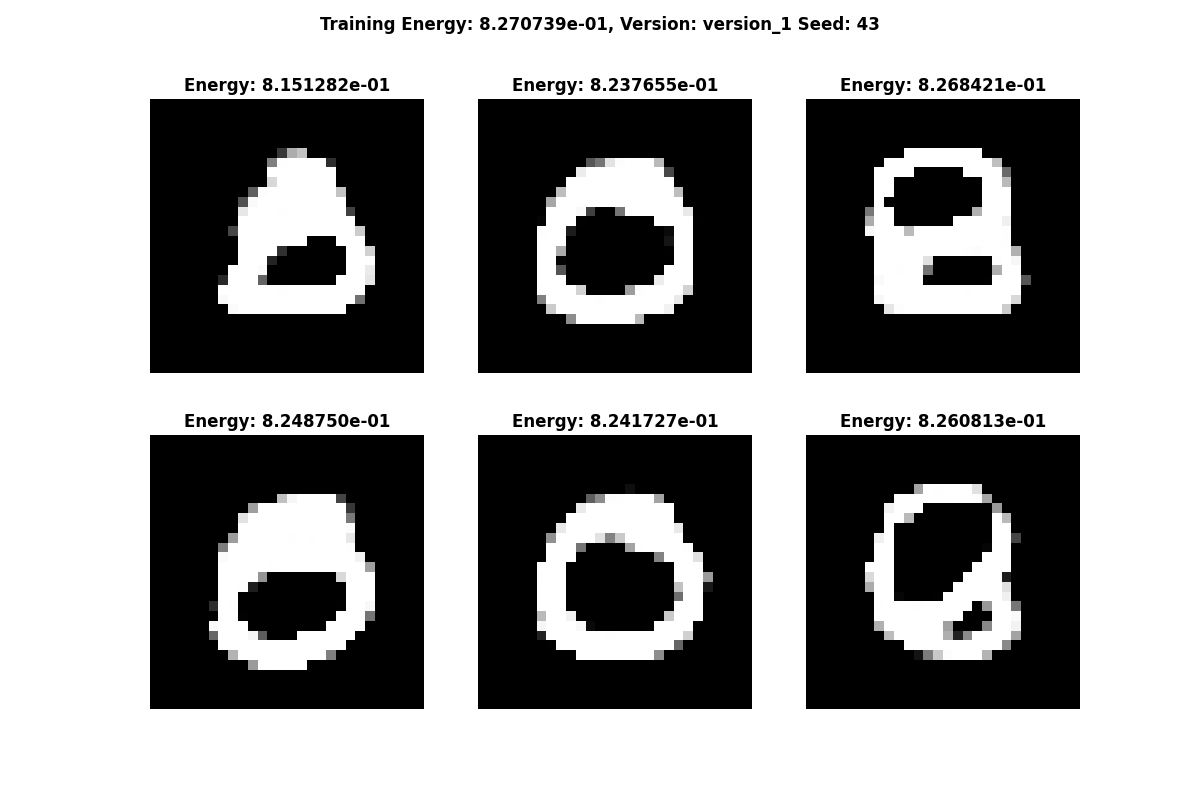 Training Energy: 8.270739e-01, Version: version_1 Seed: 43
Energy: 8.151282e-01
Energy: 8.237655e-01
Energy: 8.268421e-01
Energy: 8.248750e-01
Energy: 8.241727e-01
Energy: 8.260813e-01